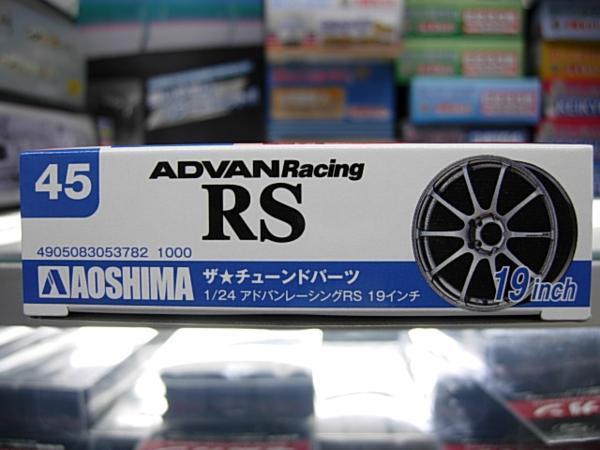 45
ADVAN Racing
RS
4905083053782 1000
AOSHIMA
ザ★チューンドパーツ
1/24 アドバンレーシングRS 19インチ
19inch